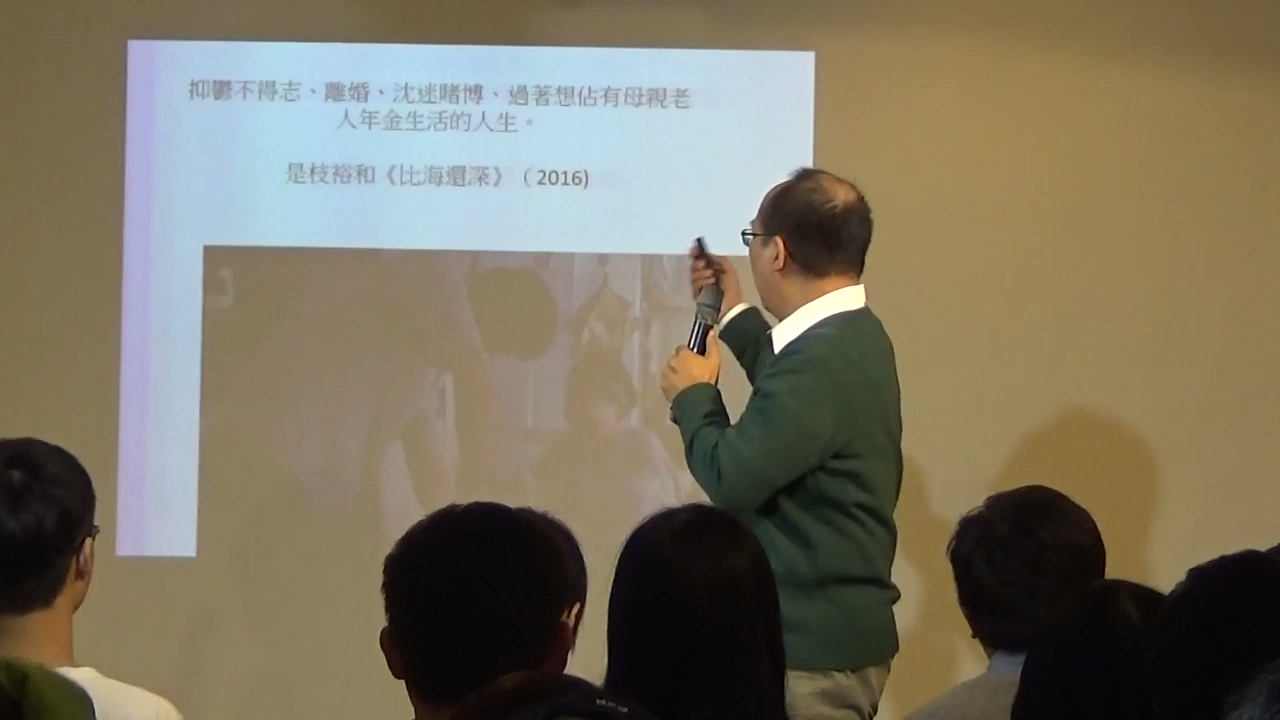 抑鬱不得志、離婚、沈迷賭博、過著想佔有母親老
人年金生活的人生。
是枝裕和《比海還深》（2016)